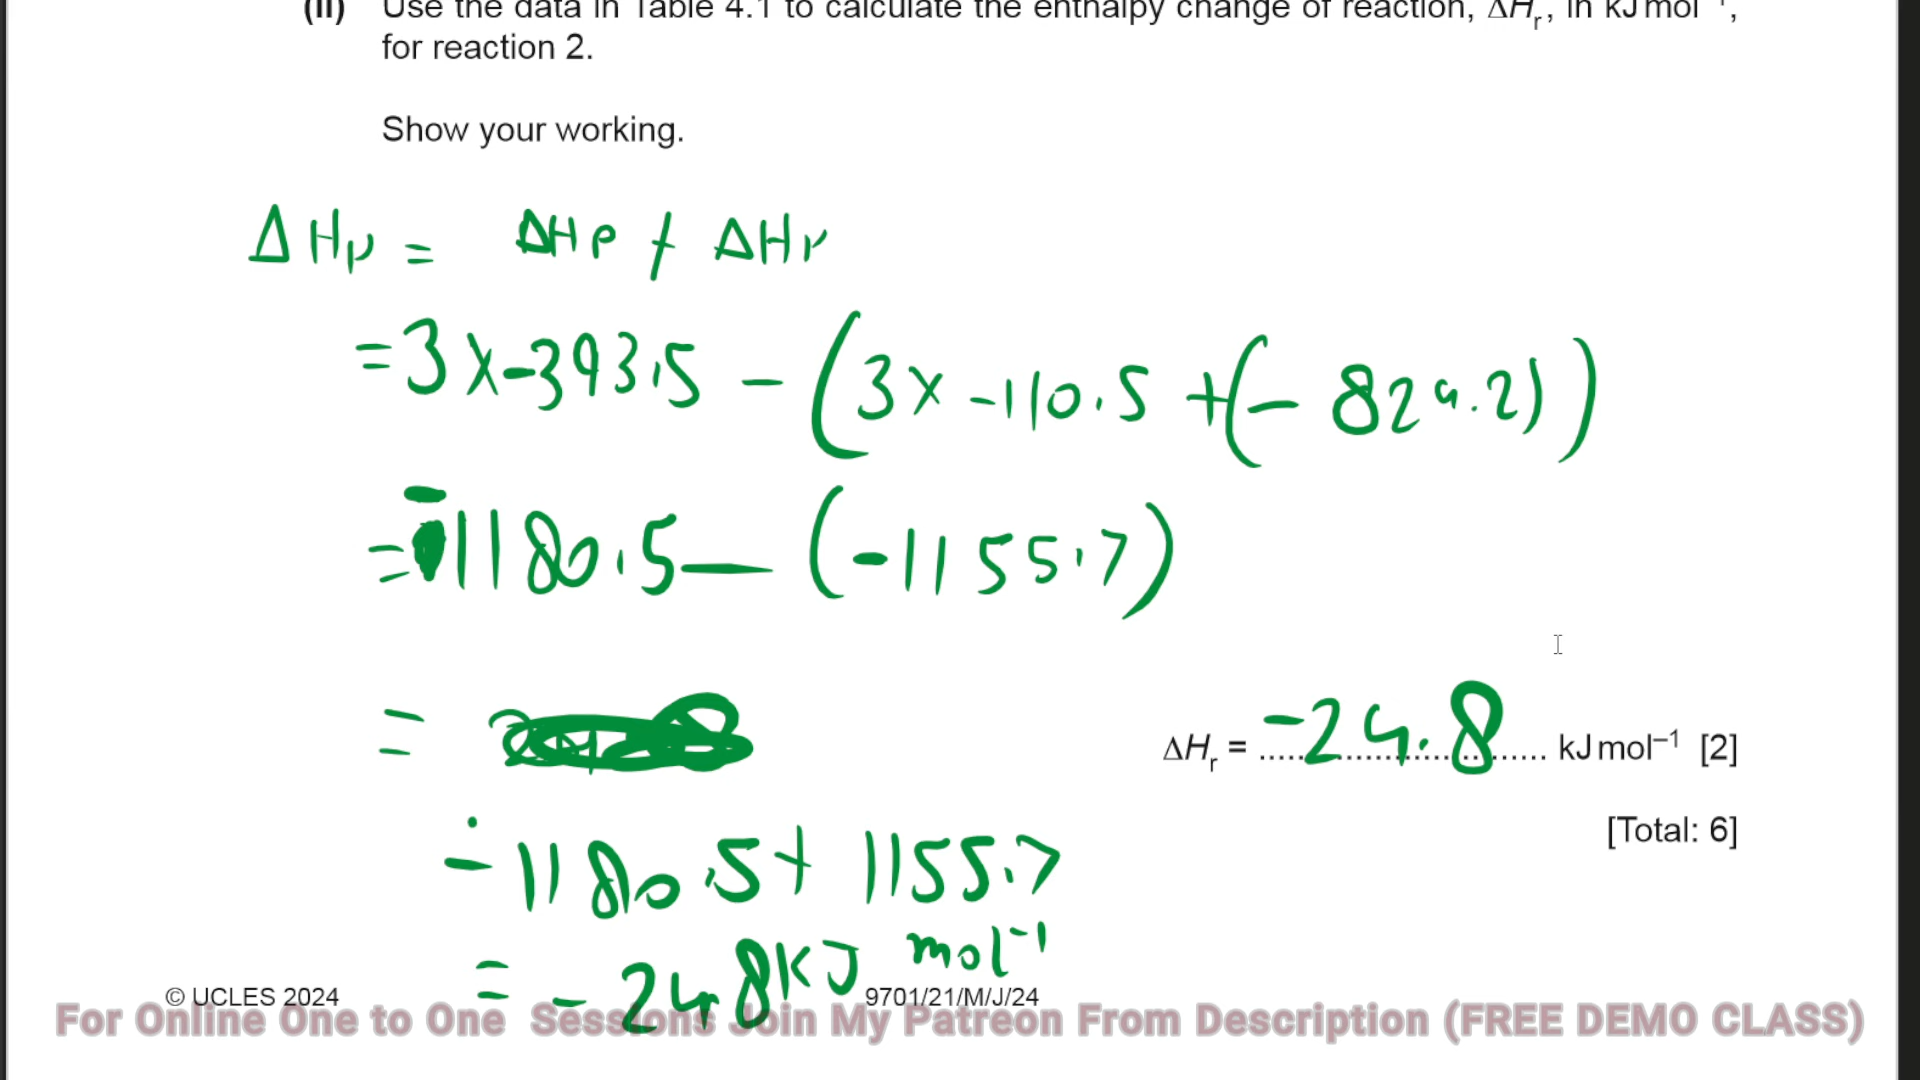 (ii) Use the data in Table 4.1 to calculate the enthalpy change of reaction, ΔHr, in kJ mol⁻¹,
for reaction 2.
Show your working.
ΔHr = ΔHP + ΔHr
=3x-393.5 - (3x-110.5 +(- 824.2))
= -1180.5 - (-1155.7)
=
ΔHr = -24.8 kJ mol⁻¹ [2]
[Total: 6]
-1180.5 + 1155.7
= - 24.8 KJ mol⁻¹
© UCLES 2024 9701/21/M/J/24
For Online One to One Sessions Join My Patreon From Description (FREE DEMO CLASS)